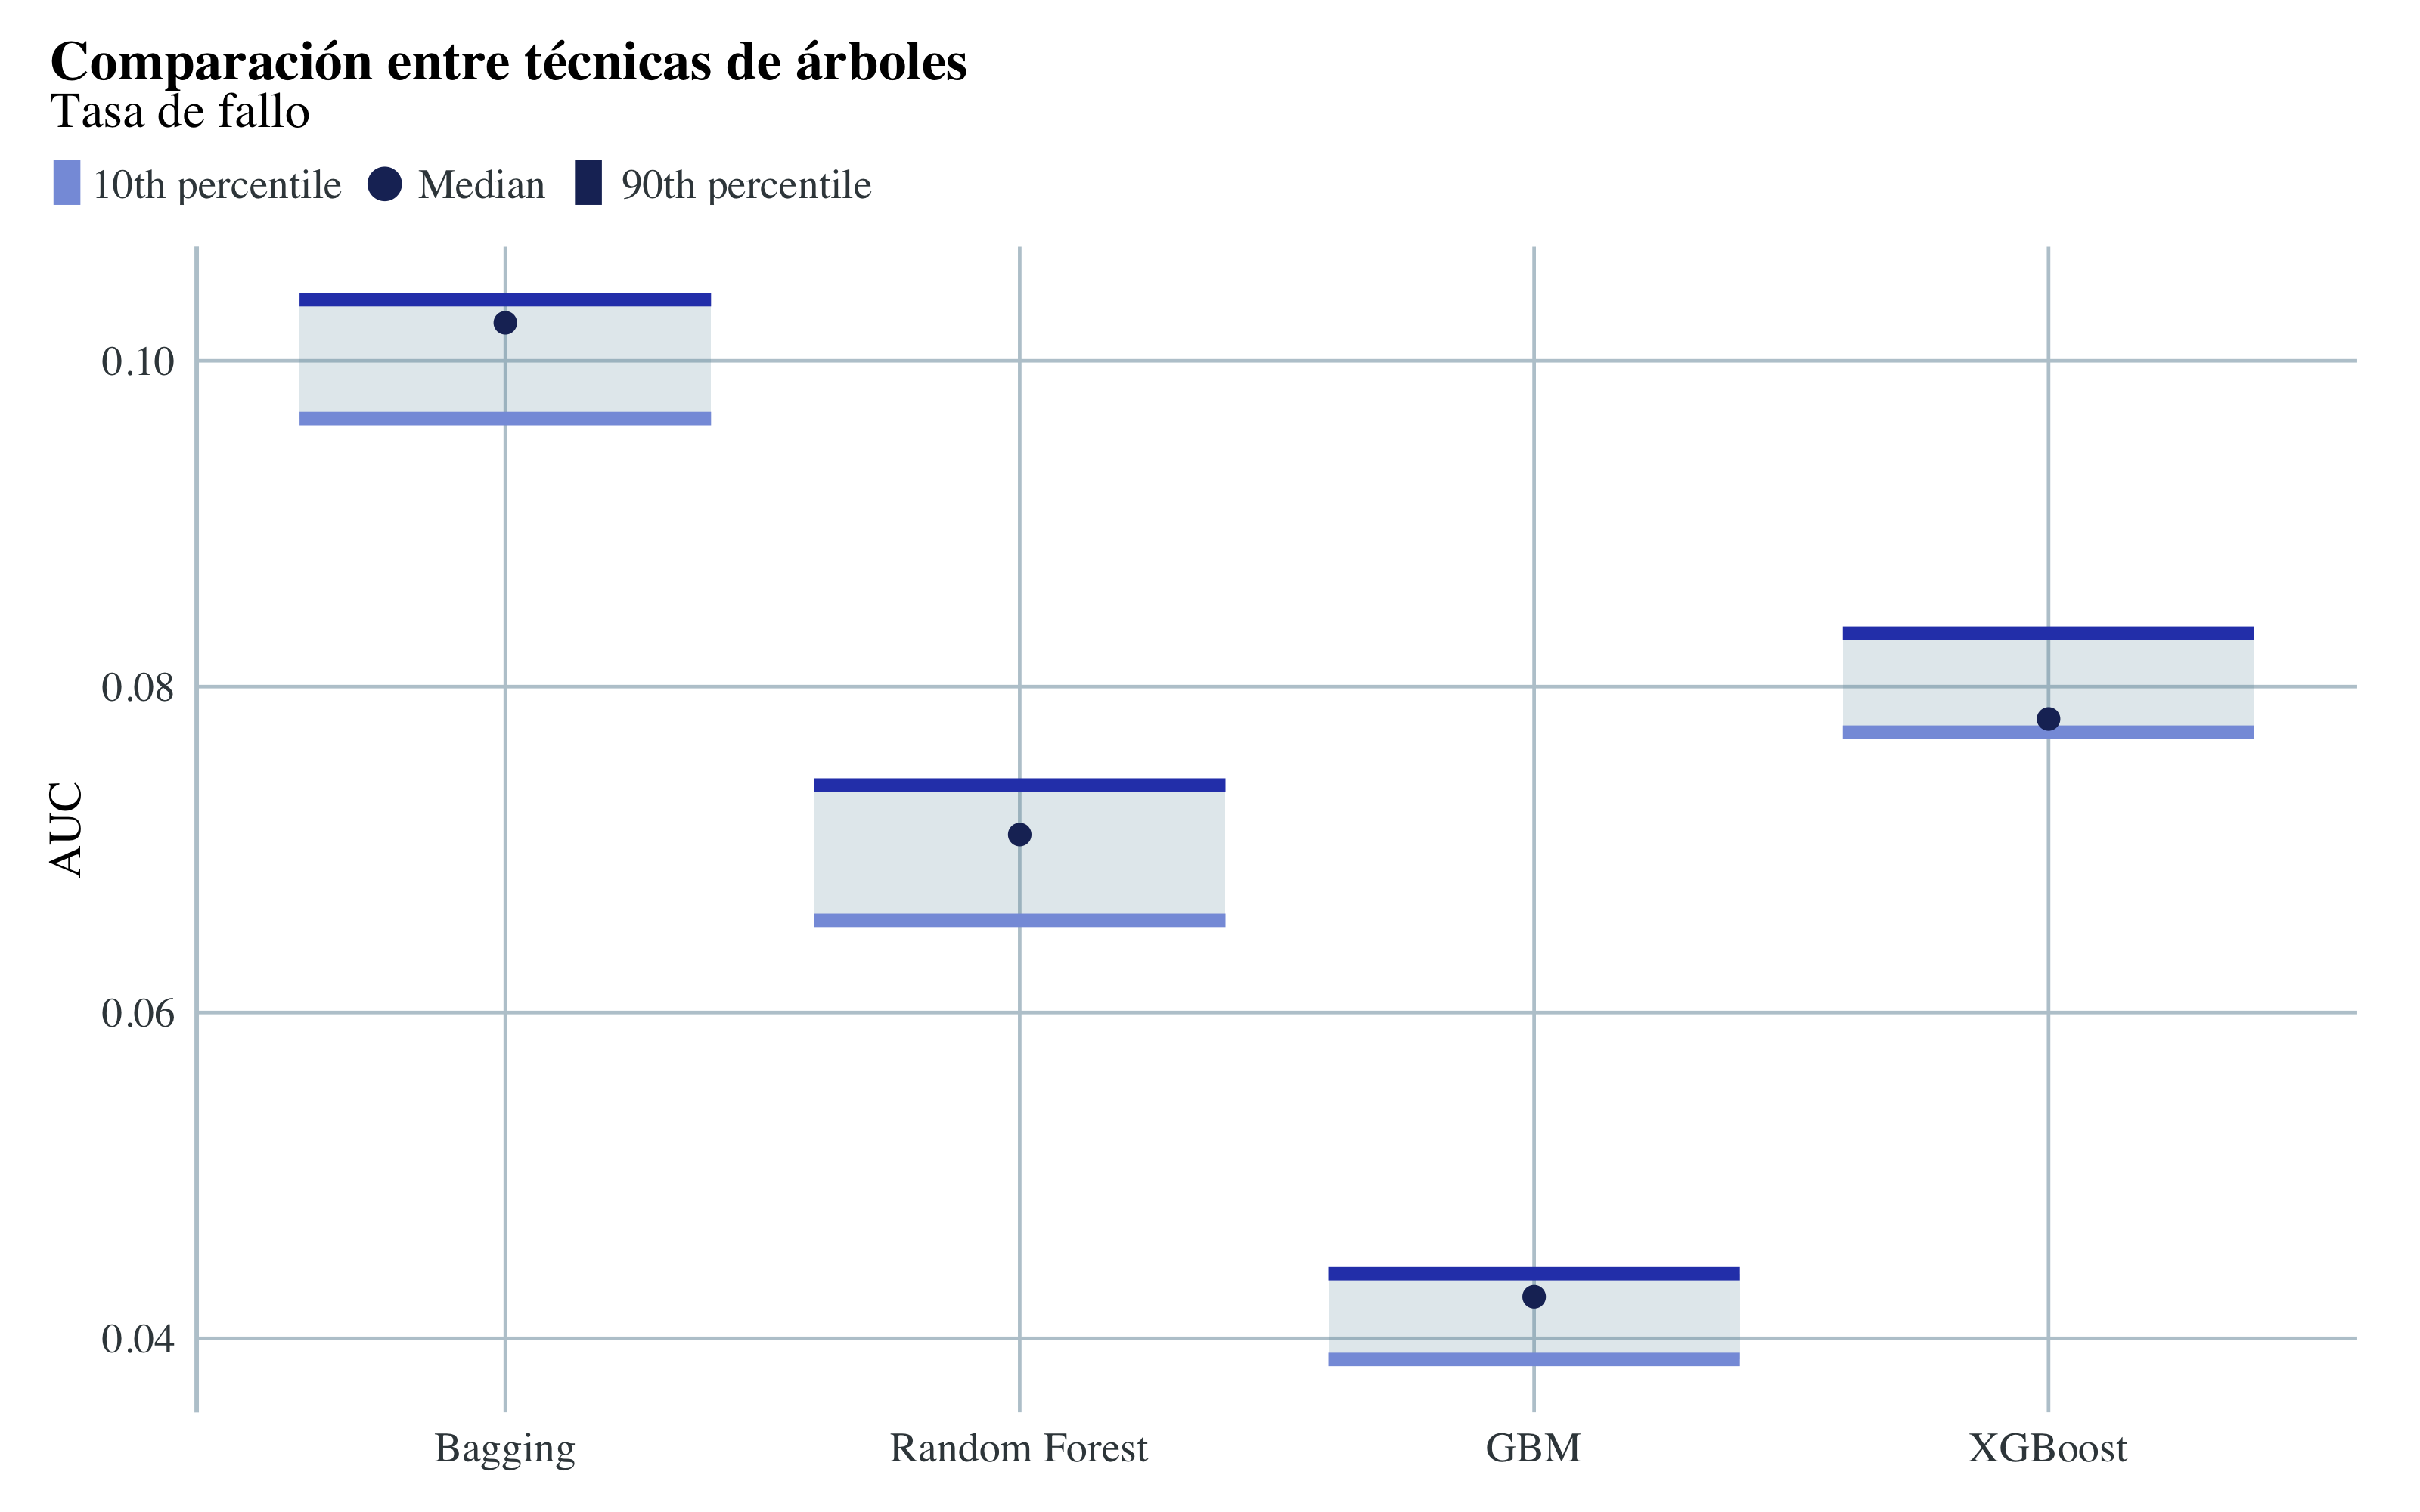 Comparación entre técnicas de árboles
Tasa de fallo
10th percentile Median 90th percentile
0.10
0.08
0.06
0.04
AUC
Bagging Random Forest GBM XGBoost